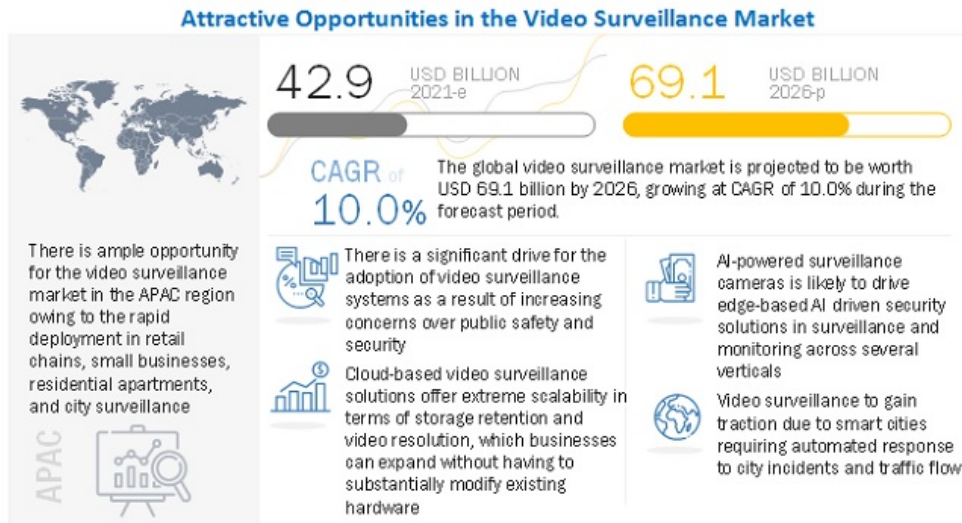 Attractive Opportunities in the Video Surveillance Market
42.9
USD BILLION
2021-e
69.1
USD BILLION
2026-p
CAGR of
10.0%
The global video surveillance market is projected to be worth
USD 69.1 billion by 2026, growing at CAGR of 10.0% during the
forecast period.
There is ample opportunity
for the video surveillance
market in the APAC region
owing to the rapid
deployment in retail
chains, small businesses,
residential apartments,
and city surveillance
APAC
There is a significant drive for the
adoption of video surveillance
systems as a result of increasing
concerns over public safety and
security
Cloud-based video surveillance
solutions offer extreme scalability in
terms of storage retention and
video resolution, which businesses
can expand without having to
substantially modify existing
hardware
AI-powered surveillance
cameras is likely to drive
edge-based AI driven security
solutions in surveillance and
monitoring across several
verticals
Video surveillance to gain
traction due to smart cities
requiring automated response
to city incidents and traffic flow